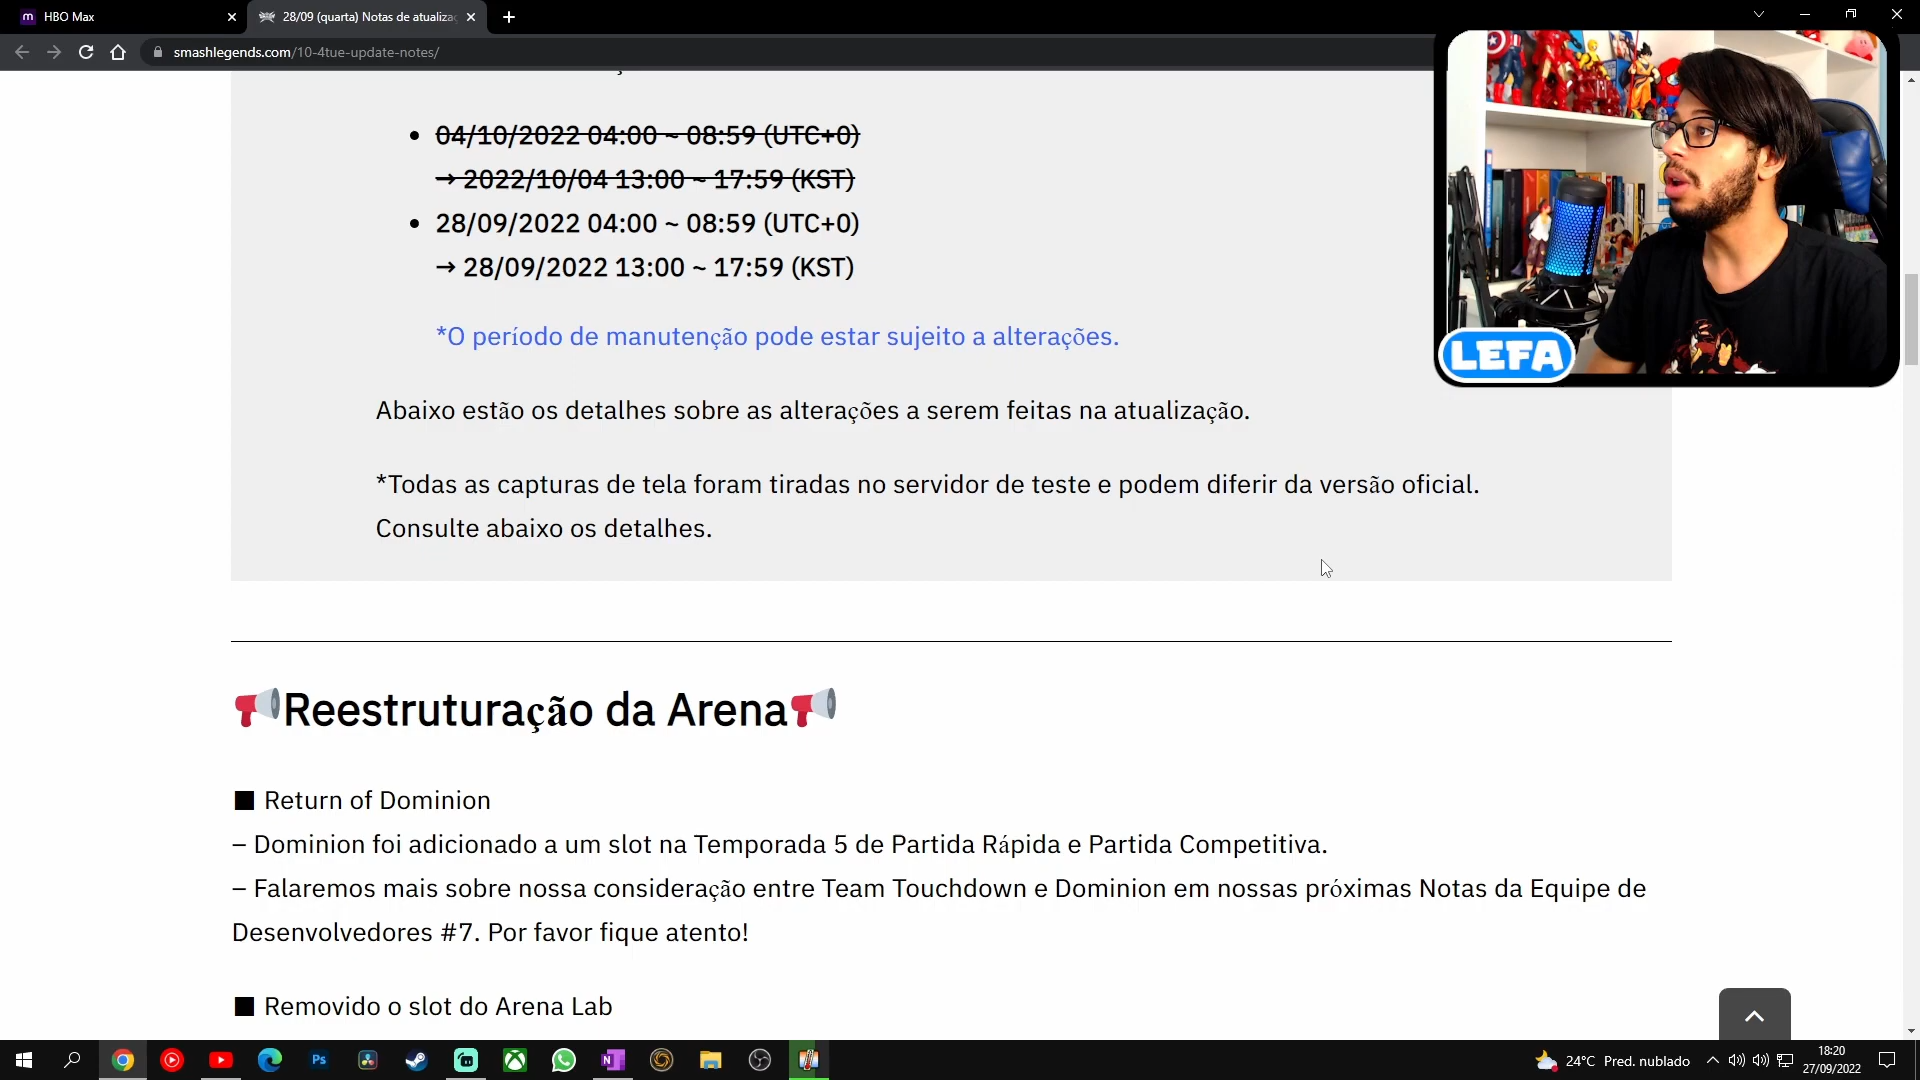 HBO Max
28/09 (quarta) Notas de atualizaç
smashlegends.com/10-4tue-update-notes/
• 04/10/2022 04:00 ~ 08:59 (UTC+0)
→ 2022/10/04 13:00 ~ 17:59 (KST)
• 28/09/2022 04:00 ~ 08:59 (UTC+0)
→ 28/09/2022 13:00 ~ 17:59 (KST)
*O período de manutenção pode estar sujeito a alterações.
Abaixo estão os detalhes sobre as alterações a serem feitas na atualização.
*Todas as capturas de tela foram tiradas no servidor de teste e podem diferir da versão oficial.
Consulte abaixo os detalhes.
LEFA
📢Reestruturação da Arena📢
■ Return of Dominion
– Dominion foi adicionado a um slot na Temporada 5 de Partida Rápida e Partida Competitiva.
– Falaremos mais sobre nossa consideração entre Team Touchdown e Dominion em nossas próximas Notas da Equipe de
Desenvolvedores #7. Por favor fique atento!
■ Removido o slot do Arena Lab
Ps
N
24°C Pred. nublado
18:20
27/09/2022